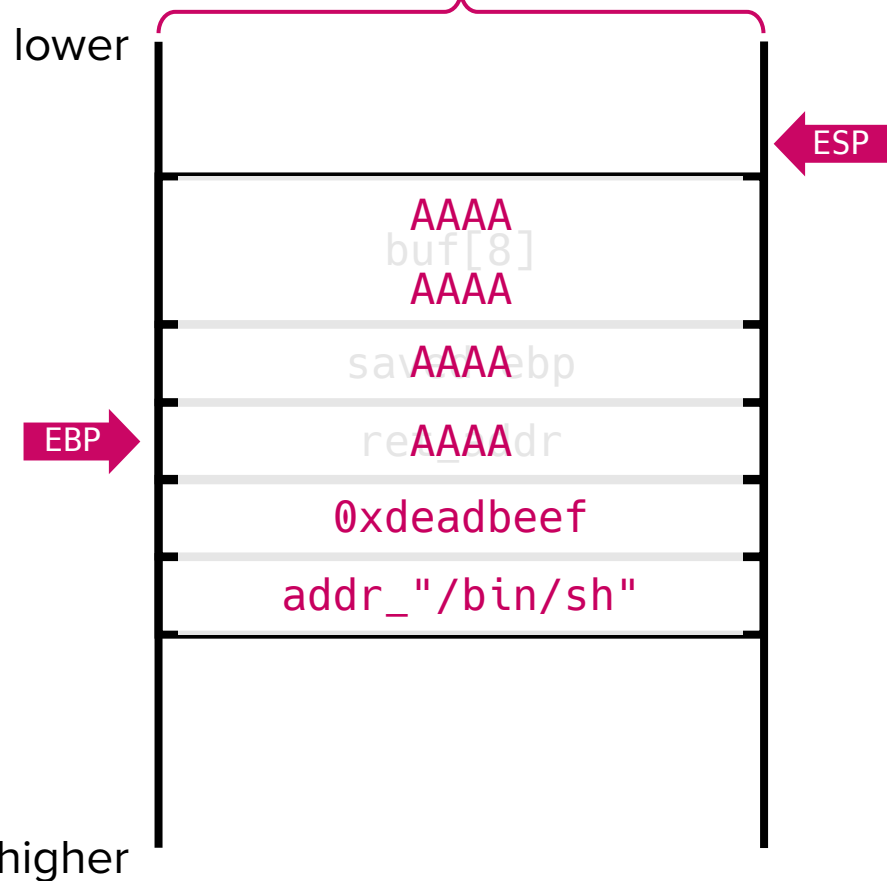 lower
ESP
AAAA
buf[8]
AAAA
AAAA
EBP
AAAA
0xdeadbeef
addr_"/bin/sh"
higher